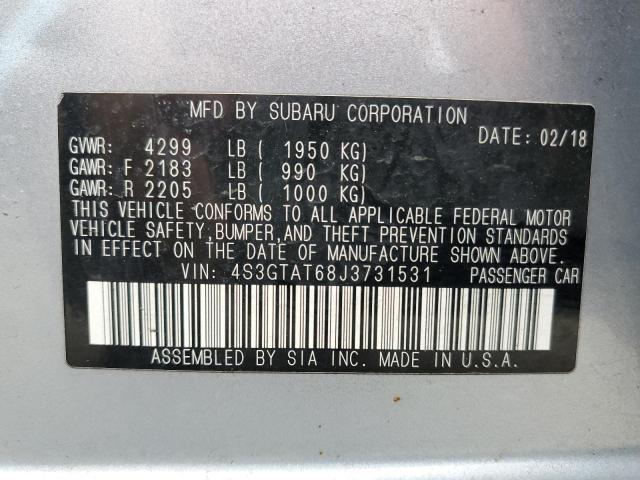 MFD BY SUBARU CORPORATION
DATE: 02/18
GVWR: 4299 LB ( 1950 KG)
GAWR: F 2183 LB ( 990 KG)
GAWR: R 2205 LB ( 1000 KG)
THIS VEHICLE CONFORMS TO ALL APPLICABLE FEDERAL MOTOR
VEHICLE SAFETY, BUMPER, AND THEFT PREVENTION STANDARDS
IN EFFECT ON THE DATE OF MANUFACTURE SHOWN ABOVE.
VIN: 4S3GTAT68J3731531 PASSENGER CAR
ASSEMBLED BY SIA INC. MADE IN U.S.A.